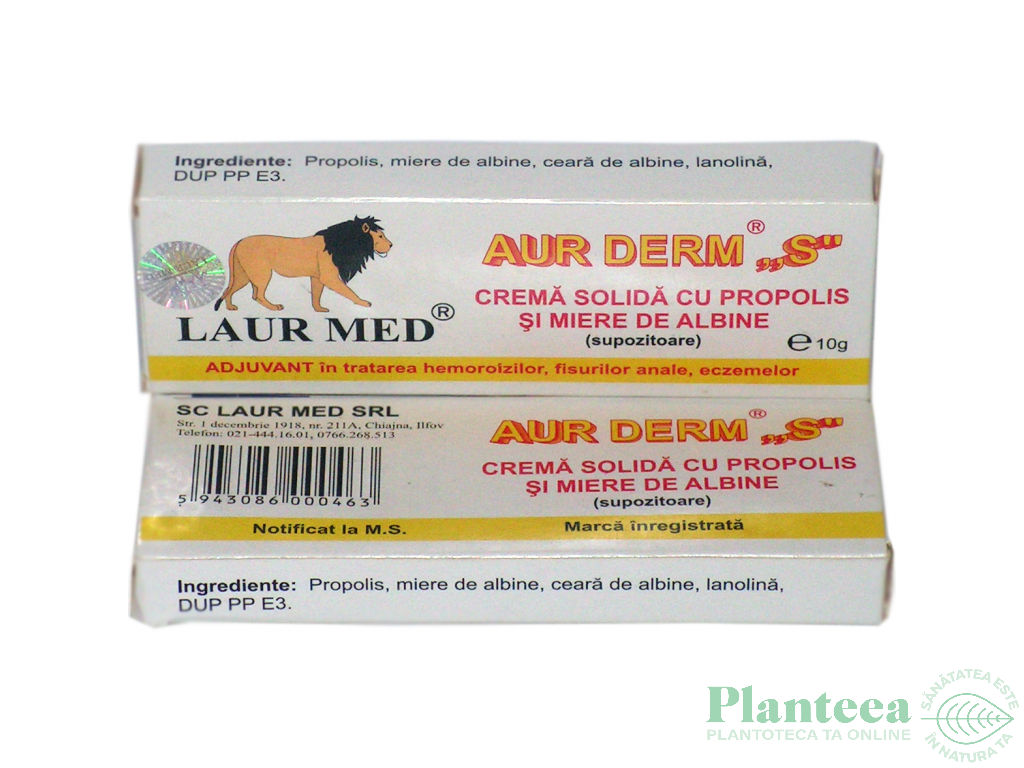 Ingrediente: Propolis, miere de albine, ceară de albine, lanolină,
DUP PP E3.
AUR DERM® „S"
CREMĂ SOLIDĂ CU PROPOLIS
ŞI MIERE DE ALBINE
(supozitoare)
LAUR MED®
℮ 10g
ADJUVANT în tratarea hemoroizilor, fisurilor anale, eczemelor
SC LAUR MED SRL
Str. 1 decembrie 1918, nr. 211A, Chiajna, Ilfov
Telefon: 021-444.16.01, 0766.268.513
5 943086 000463
AUR DERM® „S"
CREMĂ SOLIDĂ CU PROPOLIS
ŞI MIERE DE ALBINE
(supozitoare)
Notificat la M.S.
Marcă înregistrată
Ingrediente: Propolis, miere de albine, ceară de albine, lanolină,
DUP PP E3.
Planteea
PLANTOTECA TA ONLINE
SĂNĂTATEA ESTE
ÎN NATURA TA